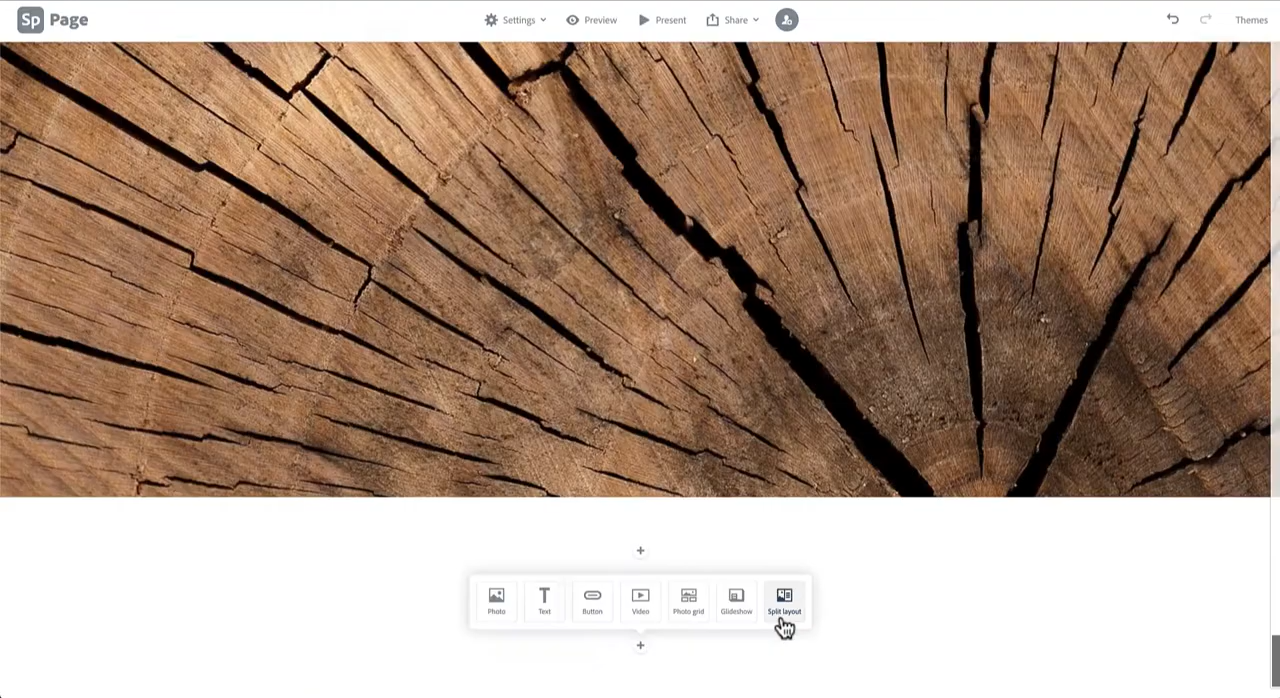 Sp Page Settings Preview Present Share Themes
Photo Text Button Video Photo grid Glideshow Split layout